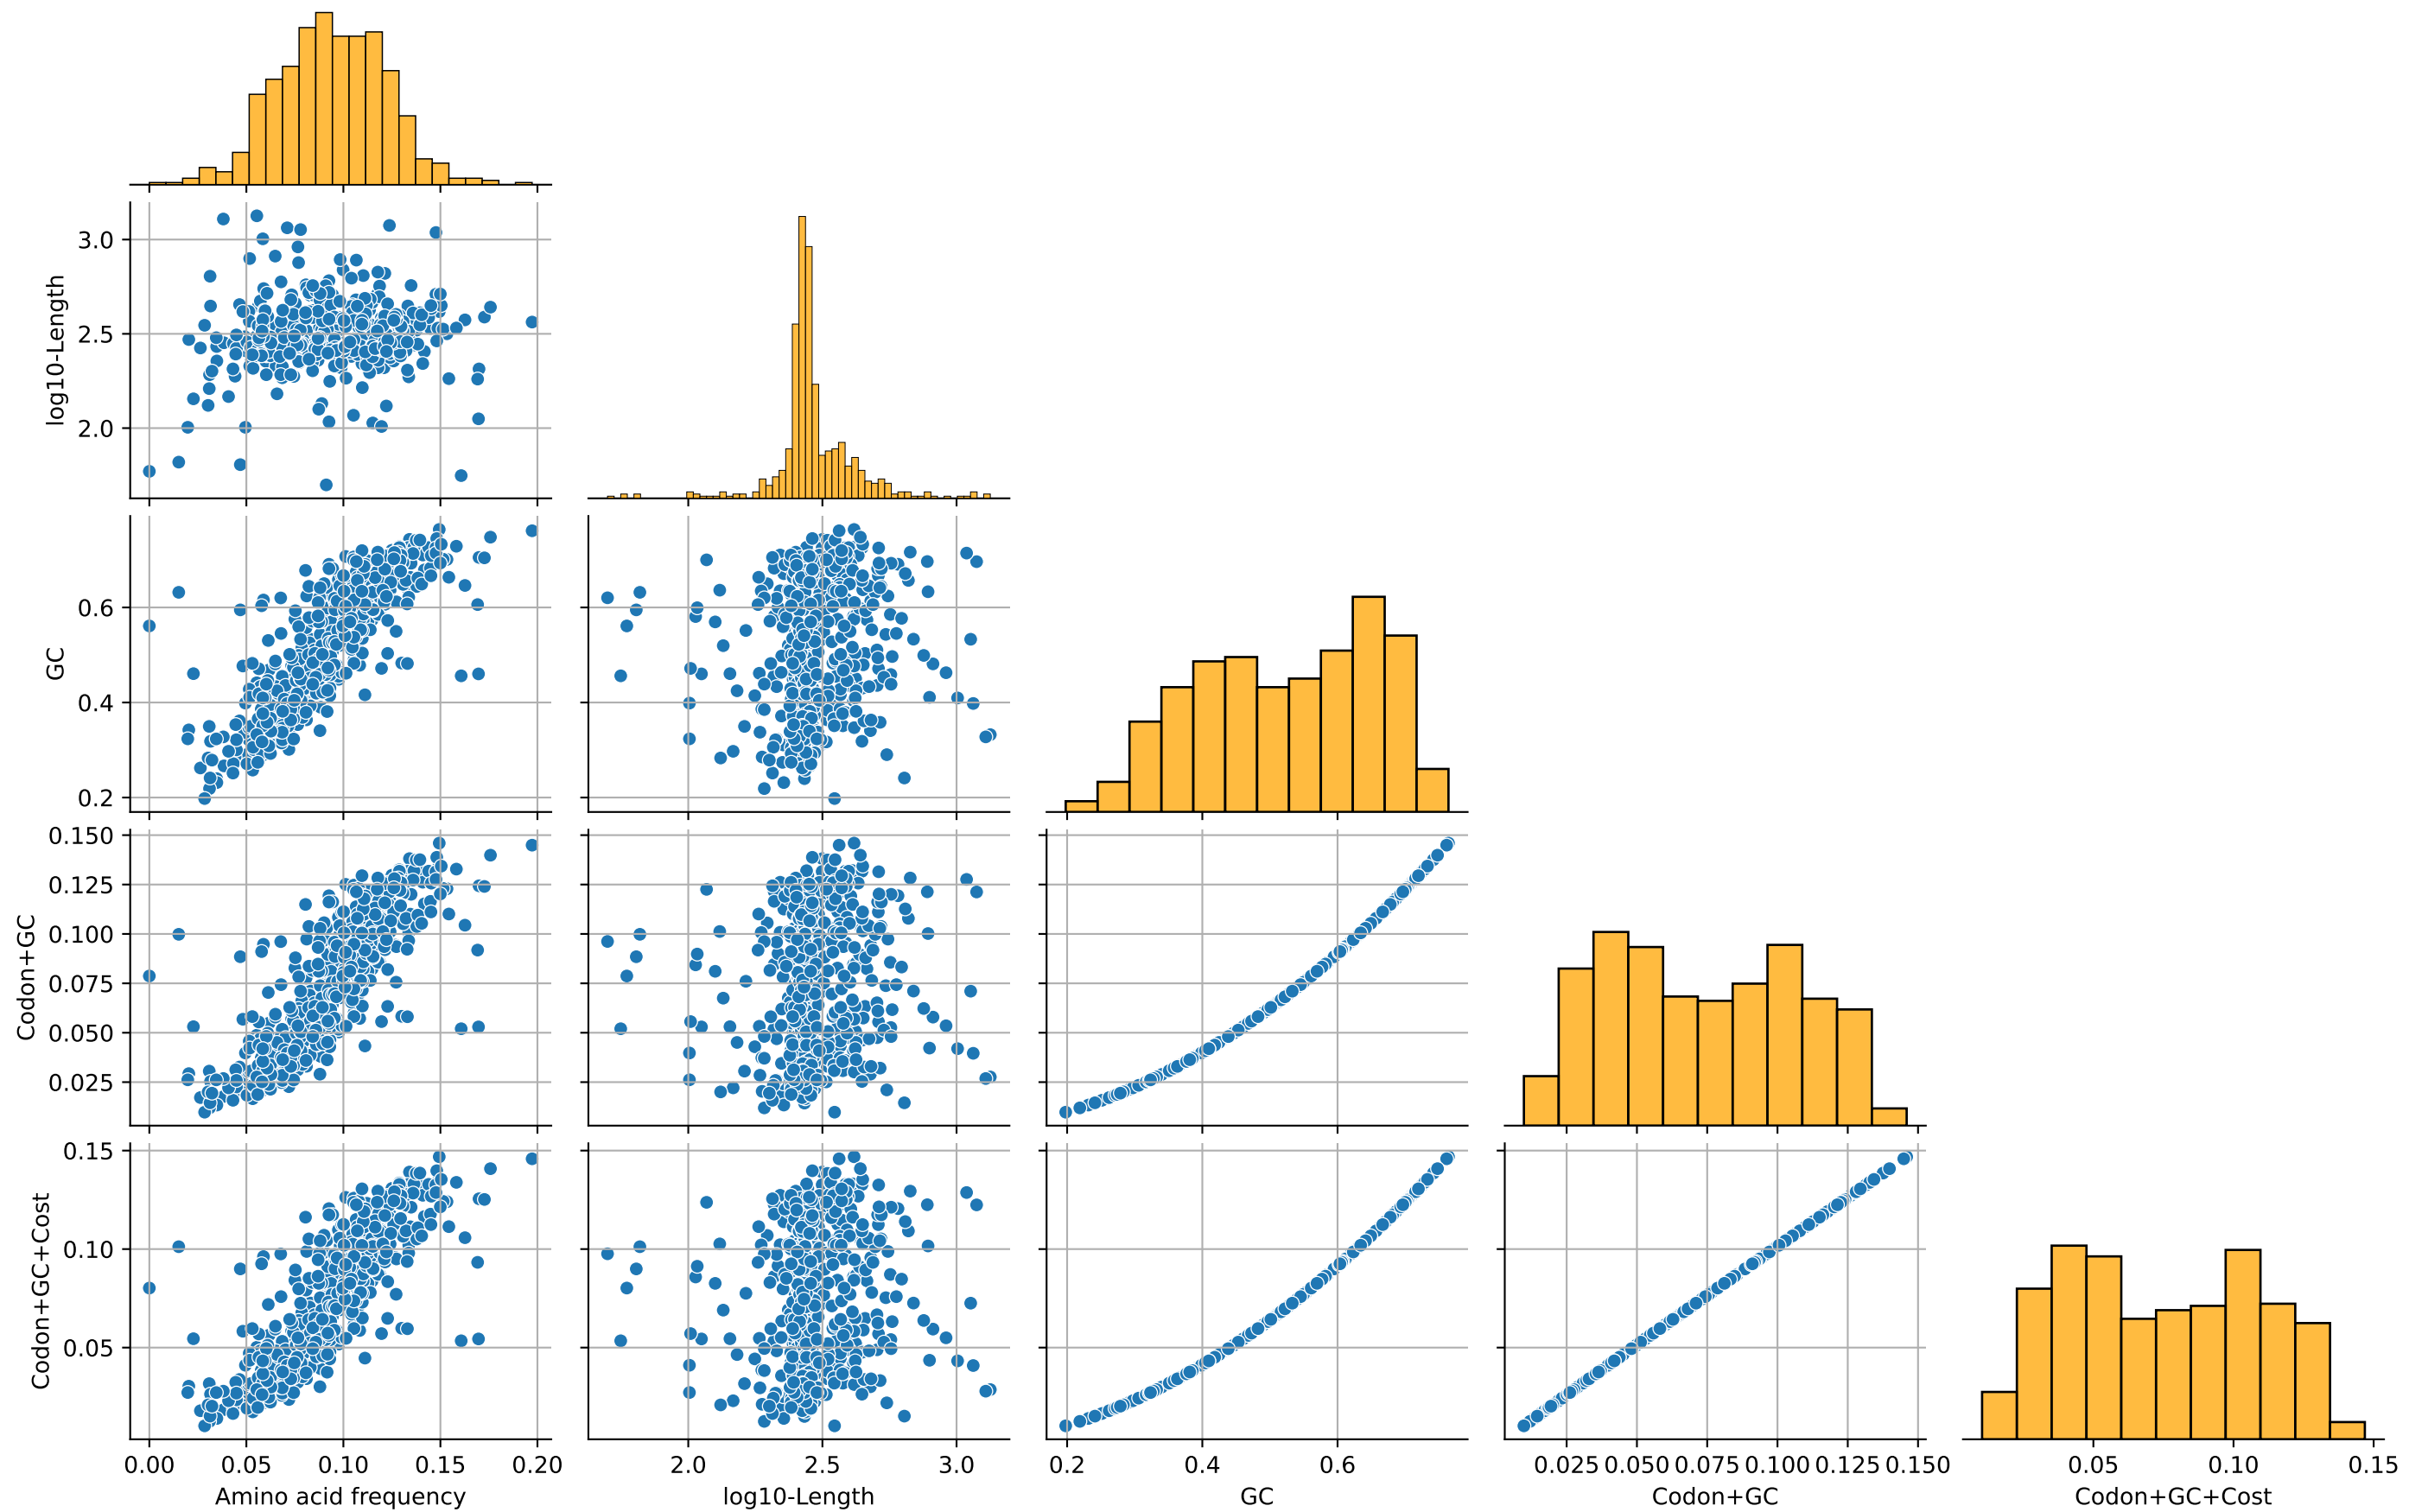 3.0
2.5
2.0
log10-Length
0.6
0.4
0.2
GC
0.150
0.125
0.100
0.075
0.050
0.025
Codon+GC
0.15
0.10
0.05
Codon+GC+Cost
0.00 0.05 0.10 0.15 0.20
Amino acid frequency
2.0 2.5 3.0
log10-Length
0.2 0.4 0.6
GC
0.025 0.050 0.075 0.100 0.125 0.150
Codon+GC
0.05 0.10 0.15
Codon+GC+Cost